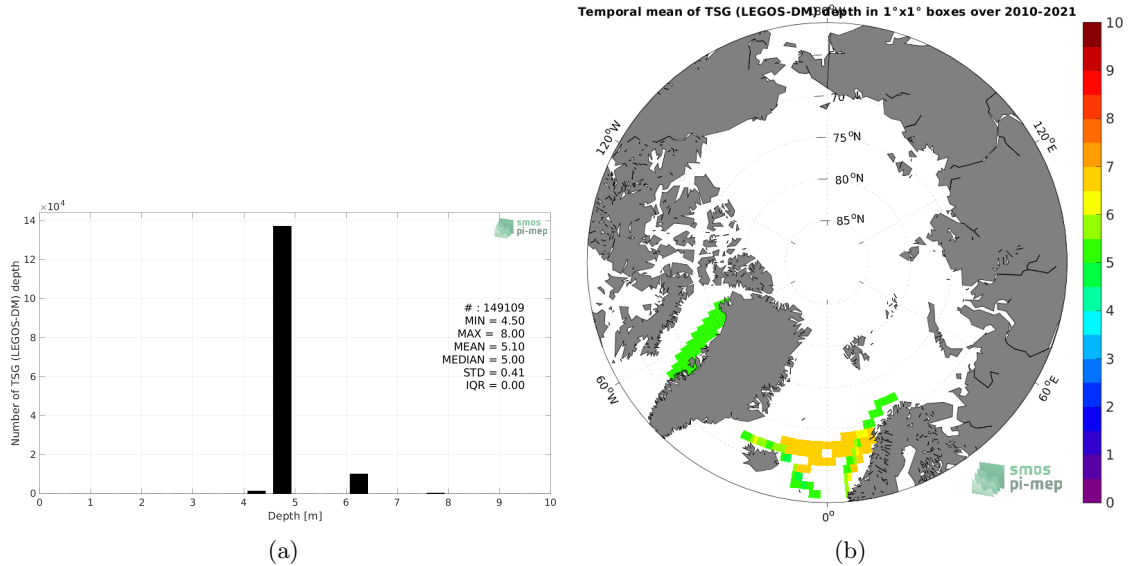 ×10⁴
14
12
10
8
6
4
2
0
Number of TSG (LEGOS-DM) depth
smos
pi-mep
# : 149109
MIN = 4.50
MAX = 8.00
MEAN = 5.10
MEDIAN = 5.00
STD = 0.41
IQR = 0.00
0 1 2 3 4 5 6 7 8 9 10
Depth [m]
(a)
Temporal mean of TSG (LEGOS-DM) depth in 1°x1° boxes over 2010-2021
180°W
120°W
120°E
70
75°N
80°N
85°N
60°W
60°E
0°
smos
pi-mep
10
9
8
7
6
5
4
3
2
1
0
(b)